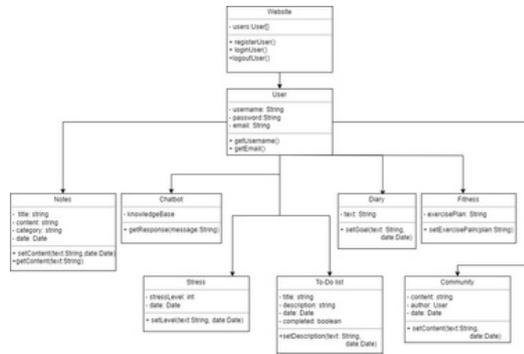 Website
- users:User[]
+ registerUser()
+ loginUser()
+logoutUser()
User
- username: String
- password:String
- email: String
+ getUsername()
+ getEmail()
Notes
- title: string
- content: string
- category: string
- date: Date
+ setContent(text:String,date:Date)
+getContent(text:String)
Chatbot
- knowledgeBase
+ getResponse(message:String)
Diary
- text: String
+ setGoal(text: String,
date:Date)
Fitness
- exercisePlan: String
+ setExercisePaln(plan:String)
Stress
- stressLevel: int
- date: Date
+ setLevel(text:String, date:Date)
To-Do list
- title: string
- description: string
- date: Date
- completed: boolean
+setDescription(text: String,
date:Date)
Community
- content: string
- author: User
- date: Date
+ setContent(text:String,
date:Date)